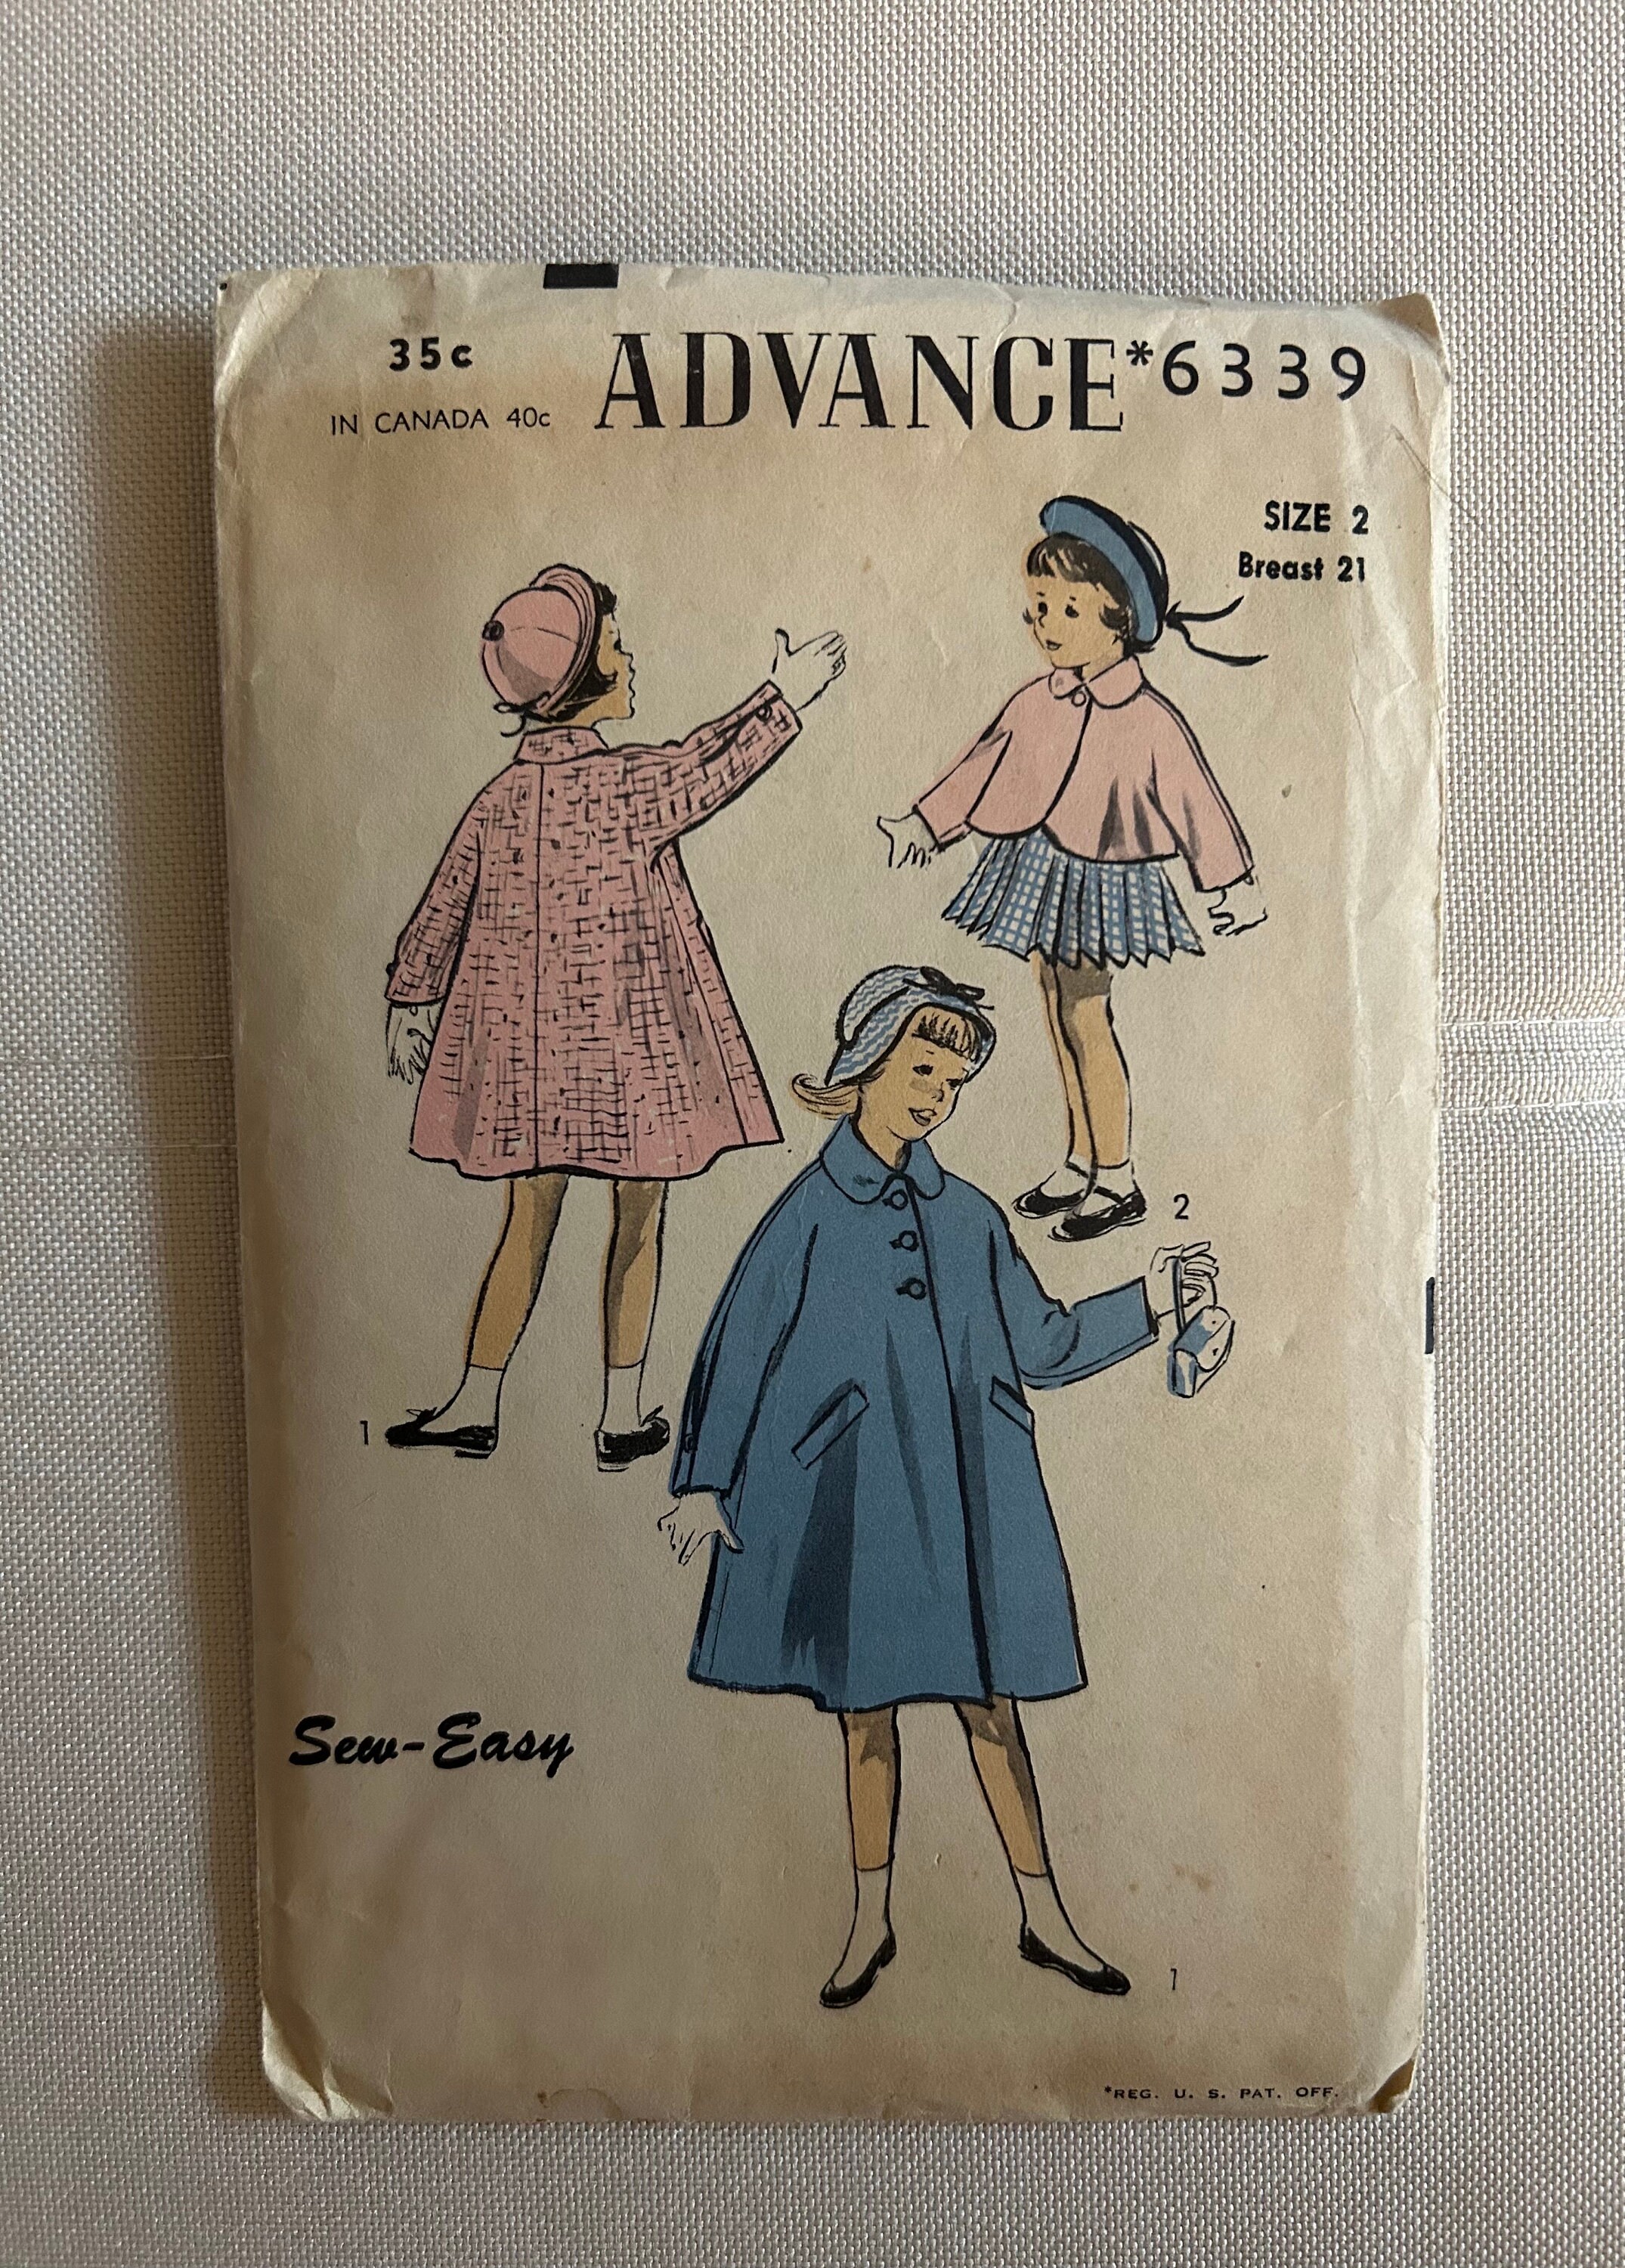 35c
IN CANADA 40c
ADVANCE*6339
SIZE 2
Breast 21
2
1
Sew-Easy
1
*REG. U. S. PAT. OFF.